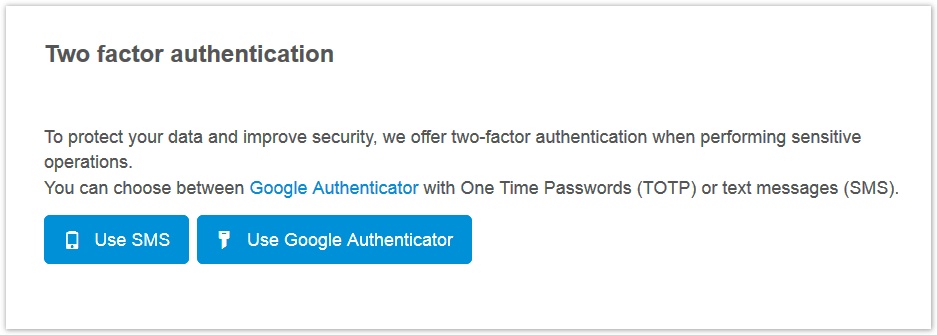 Two factor authentication
To protect your data and improve security, we offer two-factor authentication when performing sensitive
operations.
You can choose between Google Authenticator with One Time Passwords (TOTP) or text messages (SMS).
Use SMS
Use Google Authenticator